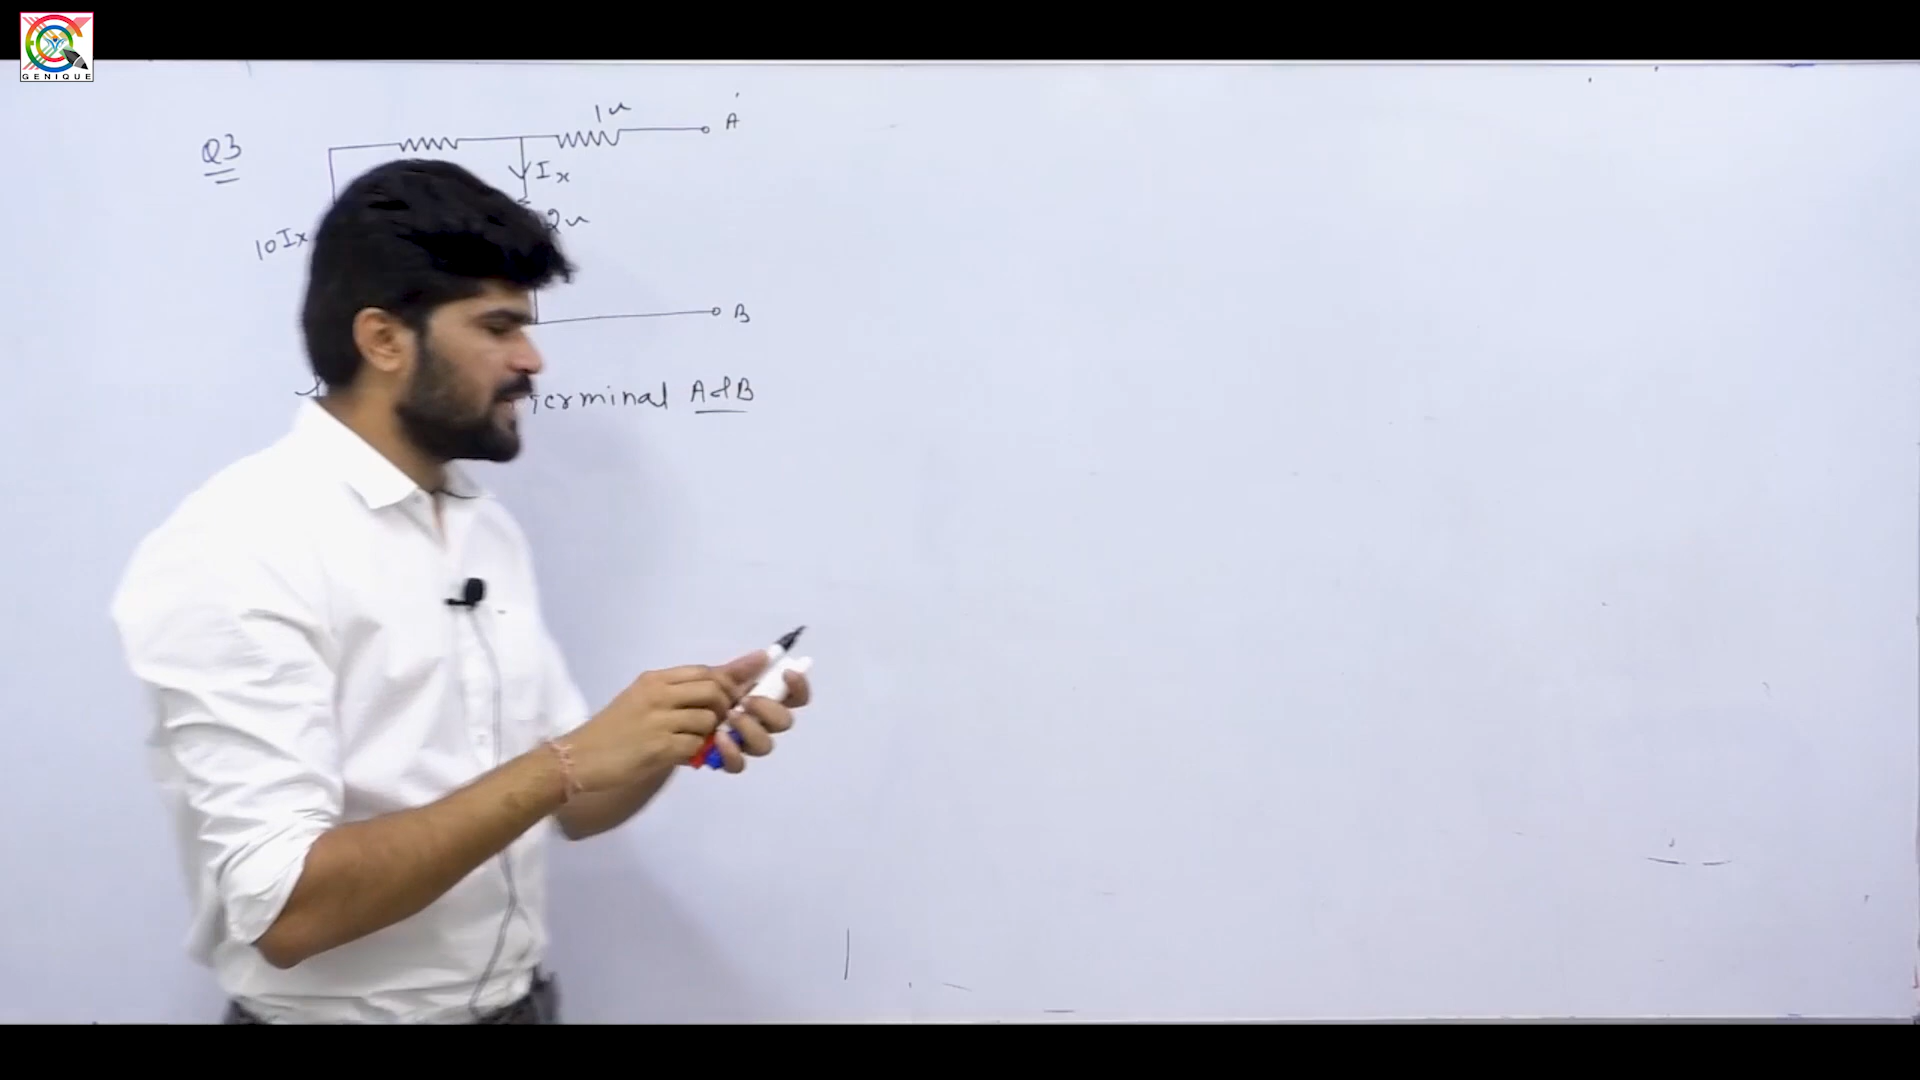 GENIQUE
Q3
1Ω
A
Ix
2Ω
10Ix
B
Terminal A & B